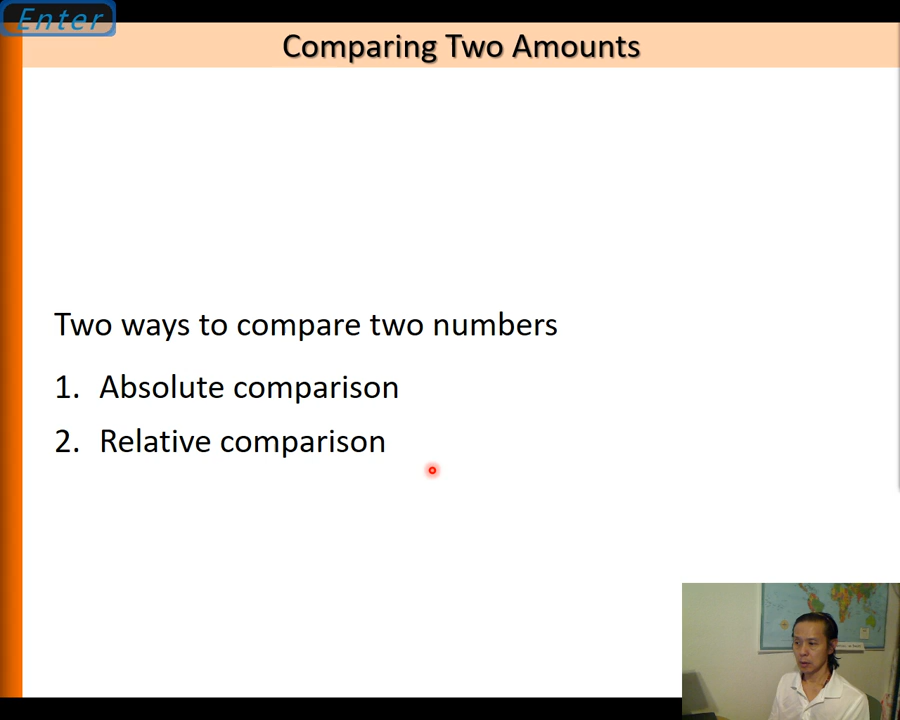 Enter
Comparing Two Amounts
Two ways to compare two numbers
1. Absolute comparison
2. Relative comparison